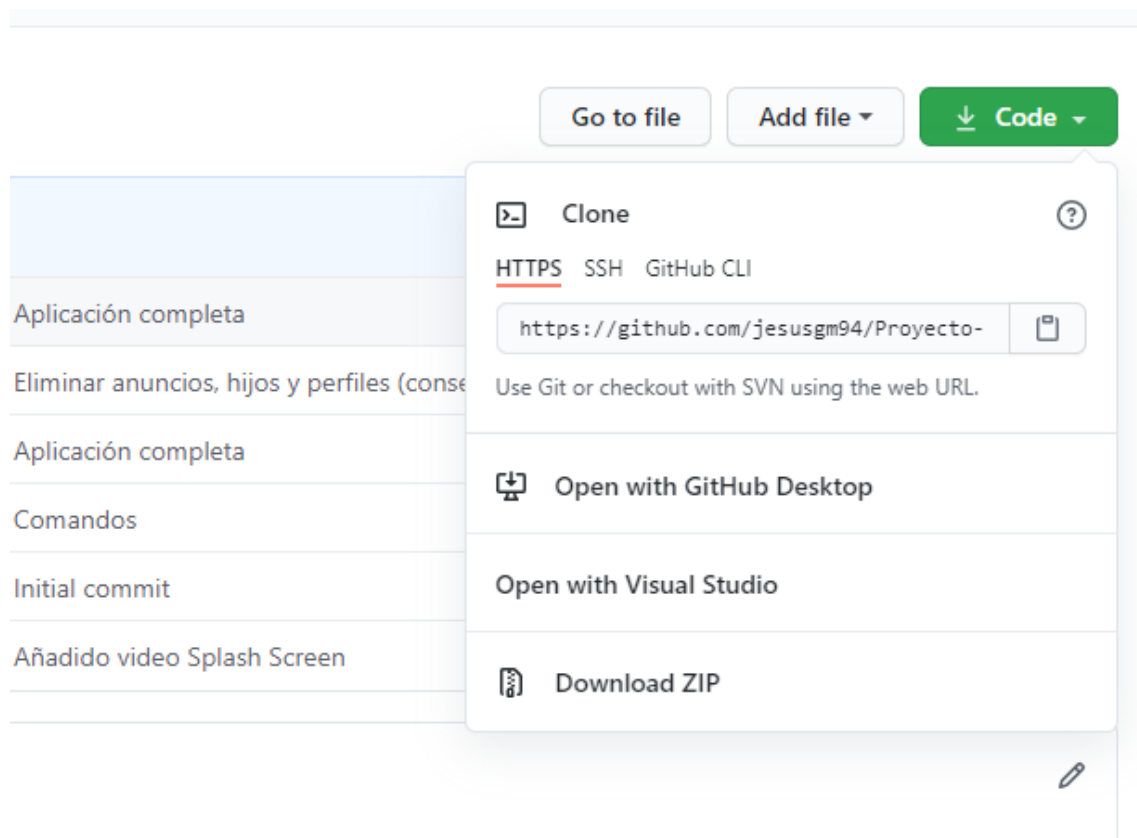 Go to file Add file Code
Clone
HTTPS SSH GitHub CLI
https://github.com/jesusgm94/Proyecto-
Use Git or checkout with SVN using the web URL.
Open with GitHub Desktop
Open with Visual Studio
Download ZIP
Aplicación completa
Eliminar anuncios, hijos y perfiles (conse
Aplicación completa
Comandos
Initial commit
Añadido video Splash Screen